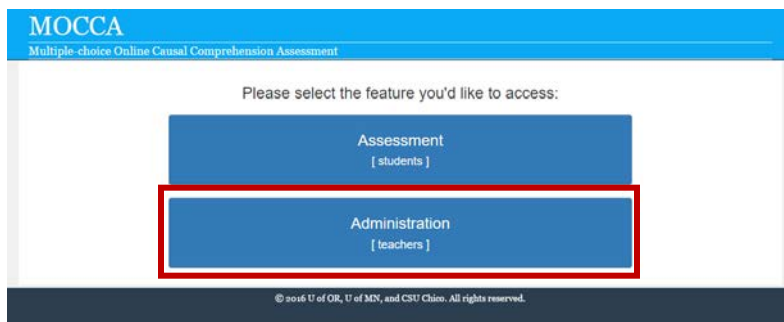 MOCCA
Multiple-choice Online Causal Comprehension Assessment
Please select the feature you'd like to access:
Assessment
[ students ]
Administration
[ teachers ]
© 2016 U of OR, U of MN, and CSU Chico. All rights reserved.